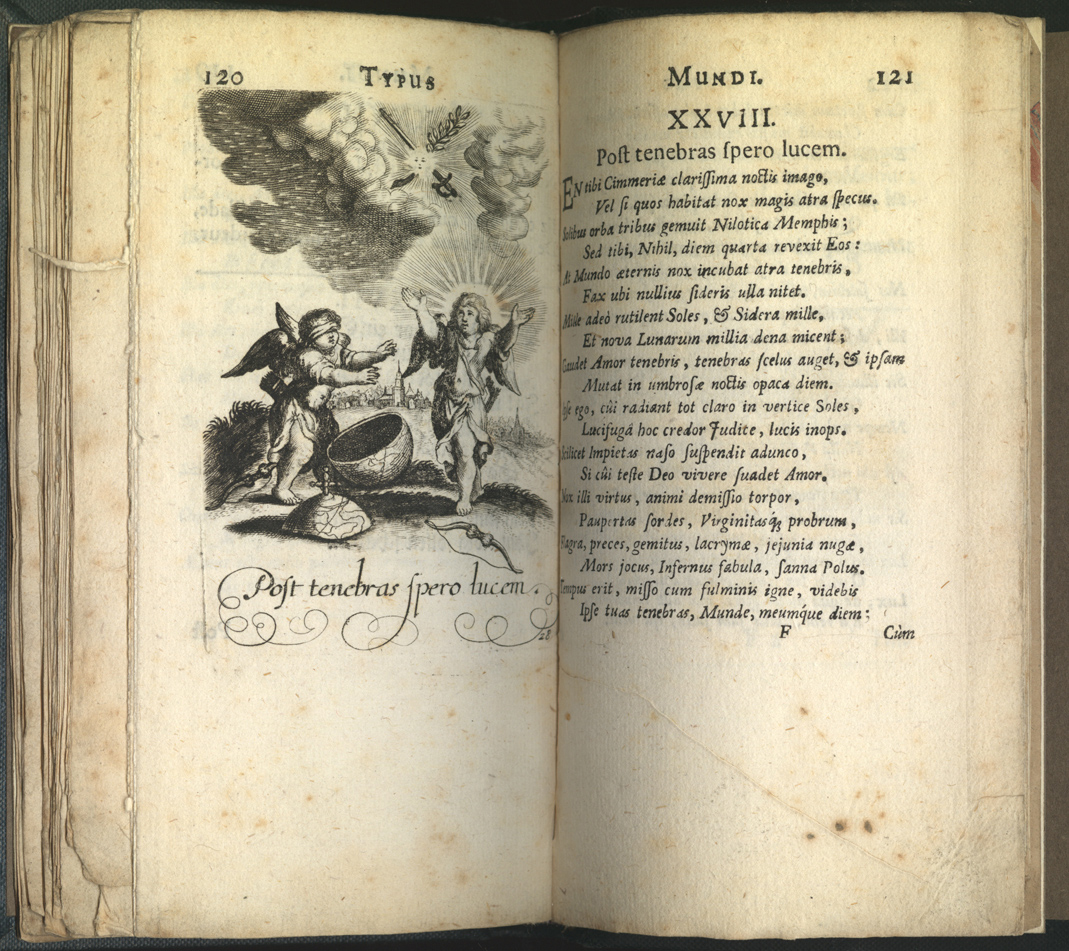 120 Typus
Post tenebras spero lucem.
28
Mundi. 121
XXVIII.
Poſt tenebras ſpero lucem.
EN tibi Cimmeriæ clariſſima noctis imago,
Vel ſi quos habitat nox magis atra ſpecus.
Solibus orba tribus gemuit Nilotica Memphis;
Sed tibi, Nihil, diem quarta revexit Eos:
At Mundo æternis nox incubat atra tenebris,
Fax ubi nullius ſideris ulla nitet.
Mille adeò rutilent Soles, & Sidera mille,
Et nova Lunarum millia dena micent;
Gaudet Amor tenebris, tenebras ſcelus auget, & ipſam
Mutat in umbroſæ noctis opaca diem.
Ipſe ego, cûi radiant tot claro in vertice Soles,
Lucifugâ hoc credor Judite, lucis inops.
Scilicet Impietas naſo ſuſpendit adunco,
Si cûi teſte Deo vivere ſuadet Amor.
Nox illi virtus, animi demiſſio torpor,
Paupertas ſordes, Virginitasq́; probrum,
Flagra, preces, gemitus, lacrymæ, jejunia nugæ,
Mors jocus, Infernus fabula, ſanna Polus.
Tempus erit, miſſo cum fulminis igne, videbis
Ipſe tuas tenebras, Munde, meumq́ue diem:
F Cùm